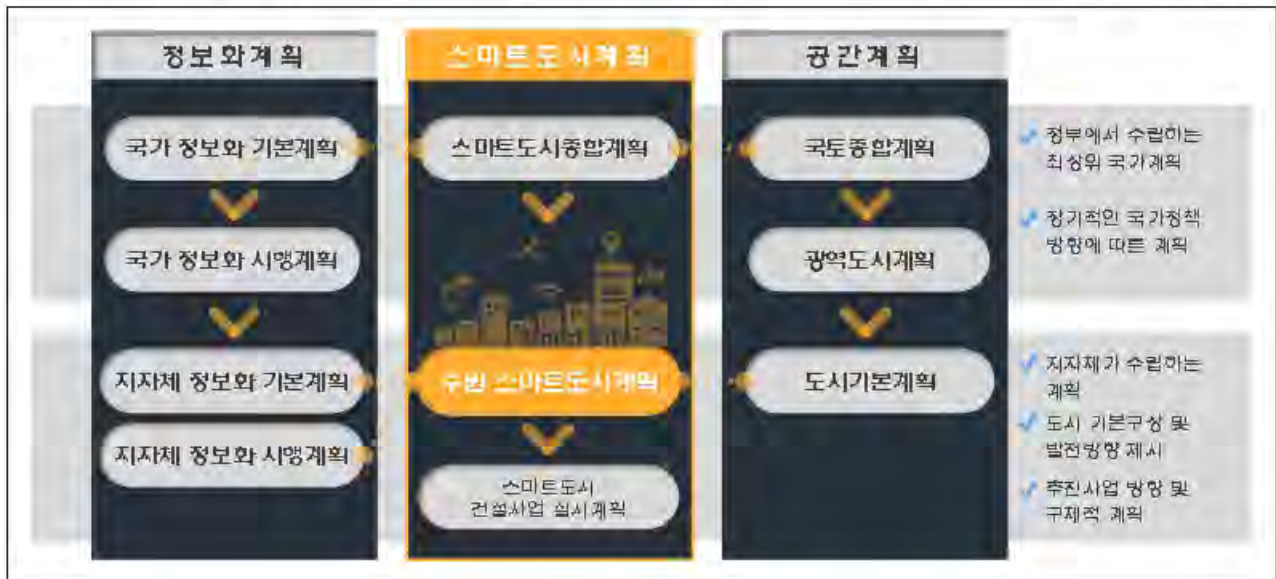 정보화계획
국가 정보화 기본계획
국가 정보화 시행계획
지자체 정보화 기본계획
지자체 정보화 시행계획
스마트도시계획
스마트도시종합계획
수원 스마트도시계획
스마트도시
건설사업 실시계획
공간계획
국토종합계획
광역도시계획
도시기본계획
정부에서 수립하는
최상위 국가계획
장기적인 국가정책
방향에 따른 계획
지자체가 수립하는
계획
도시 기본구상 및
발전방향 제시
추진사업 방향 및
구체적 계획